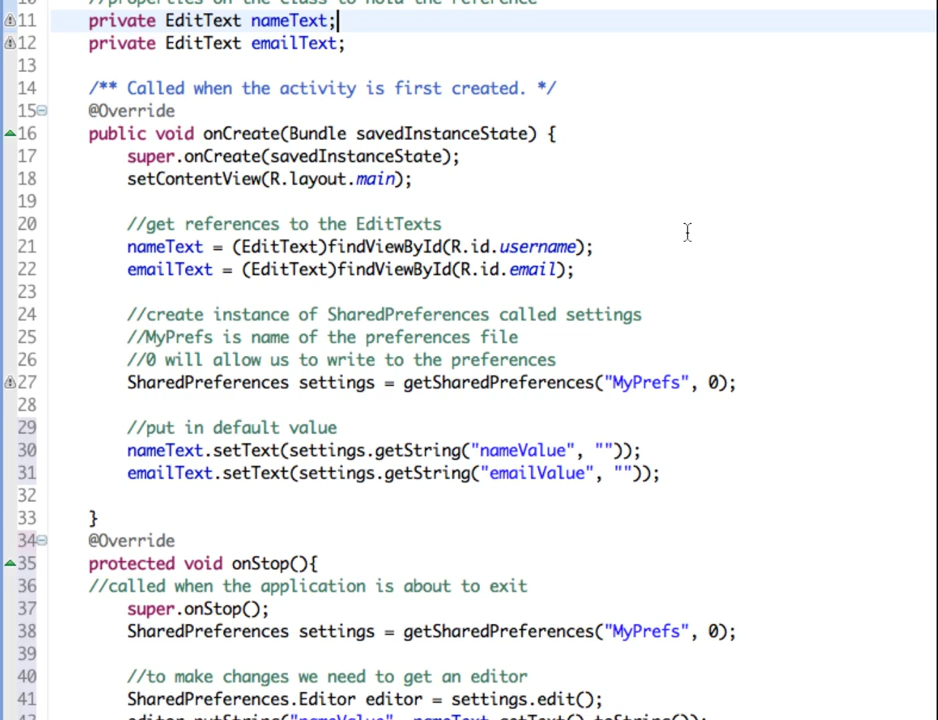 10 //properties on the class to hold the reference
11 private EditText nameText;
12 private EditText emailText;
13
14 /** Called when the activity is first created. */
15 @Override
16 public void onCreate(Bundle savedInstanceState) {
17 super.onCreate(savedInstanceState);
18 setContentView(R.layout.main);
19
20 //get references to the EditTexts
21 nameText = (EditText)findViewById(R.id.username);
22 emailText = (EditText)findViewById(R.id.email);
23
24 //create instance of SharedPreferences called settings
25 //MyPrefs is name of the preferences file
26 //0 will allow us to write to the preferences
27 SharedPreferences settings = getSharedPreferences("MyPrefs", 0);
28
29 //put in default value
30 nameText.setText(settings.getString("nameValue", ""));
31 emailText.setText(settings.getString("emailValue", ""));
32
33 }
34 @Override
35 protected void onStop(){
36 //called when the application is about to exit
37 super.onStop();
38 SharedPreferences settings = getSharedPreferences("MyPrefs", 0);
39
40 //to make changes we need to get an editor
41 SharedPreferences.Editor editor = settings.edit();
42 editor.putString("nameValue", nameText.getText().toString());